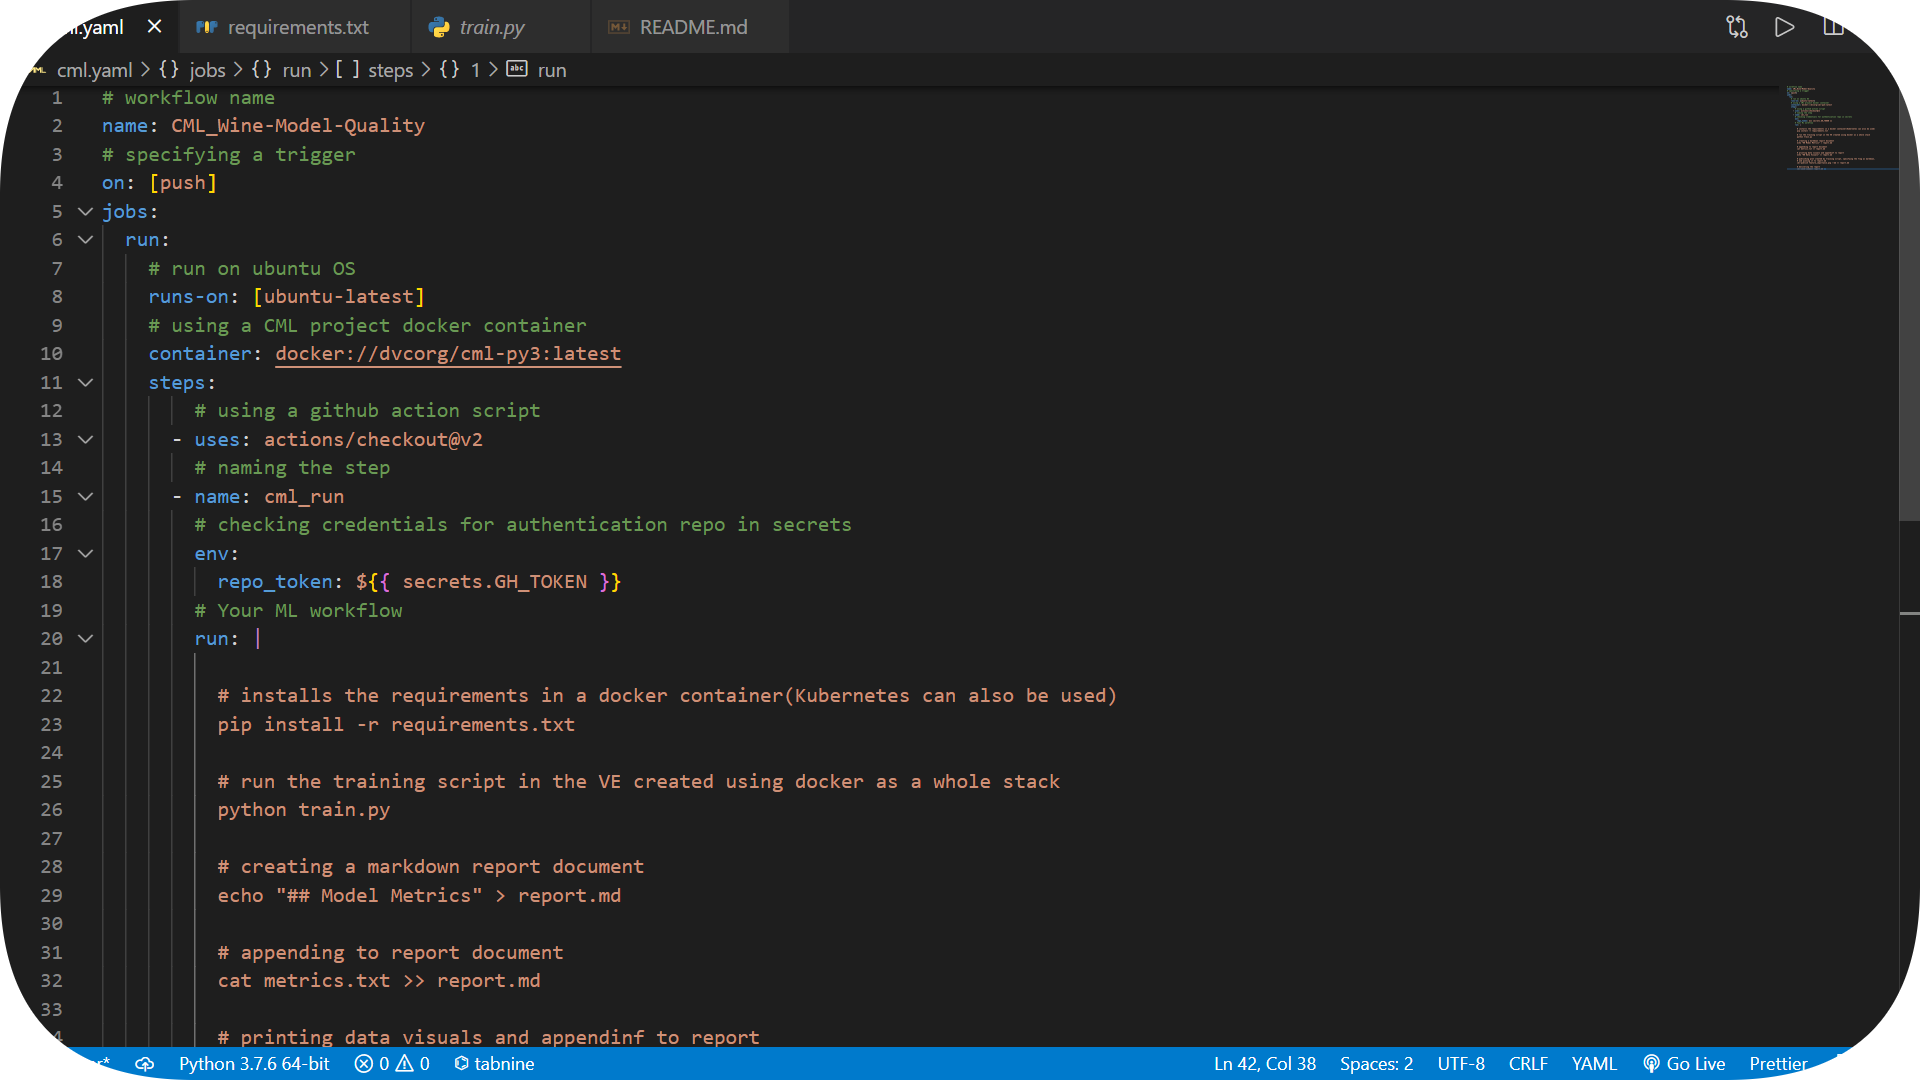 .yaml × requirements.txt train.py README.md
cml.yaml > {} jobs > {} run > [ ] steps > {} 1 > abc run
1 # workflow name
2 name: CML_Wine-Model-Quality
3 # specifying a trigger
4 on: [push]
5 jobs:
6 run:
7 # run on ubuntu OS
8 runs-on: [ubuntu-latest]
9 # using a CML project docker container
10 container: docker://dvcorg/cml-py3:latest
11 steps:
12 # using a github action script
13 - uses: actions/checkout@v2
14 # naming the step
15 - name: cml_run
16 # checking credentials for authentication repo in secrets
17 env:
18 repo_token: ${{ secrets.GH_TOKEN }}
19 # Your ML workflow
20 run: |
21
22 # installs the requirements in a docker container(Kubernetes can also be used)
23 pip install -r requirements.txt
24
25 # run the training script in the VE created using docker as a whole stack
26 python train.py
27
28 # creating a markdown report document
29 echo "## Model Metrics" > report.md
30
31 # appending to report document
32 cat metrics.txt >> report.md
33
# printing data visuals and appendinf to report
Python 3.7.6 64-bit 0 0 tabnine Ln 42, Col 38 Spaces: 2 UTF-8 CRLF YAML Go Live Prettier